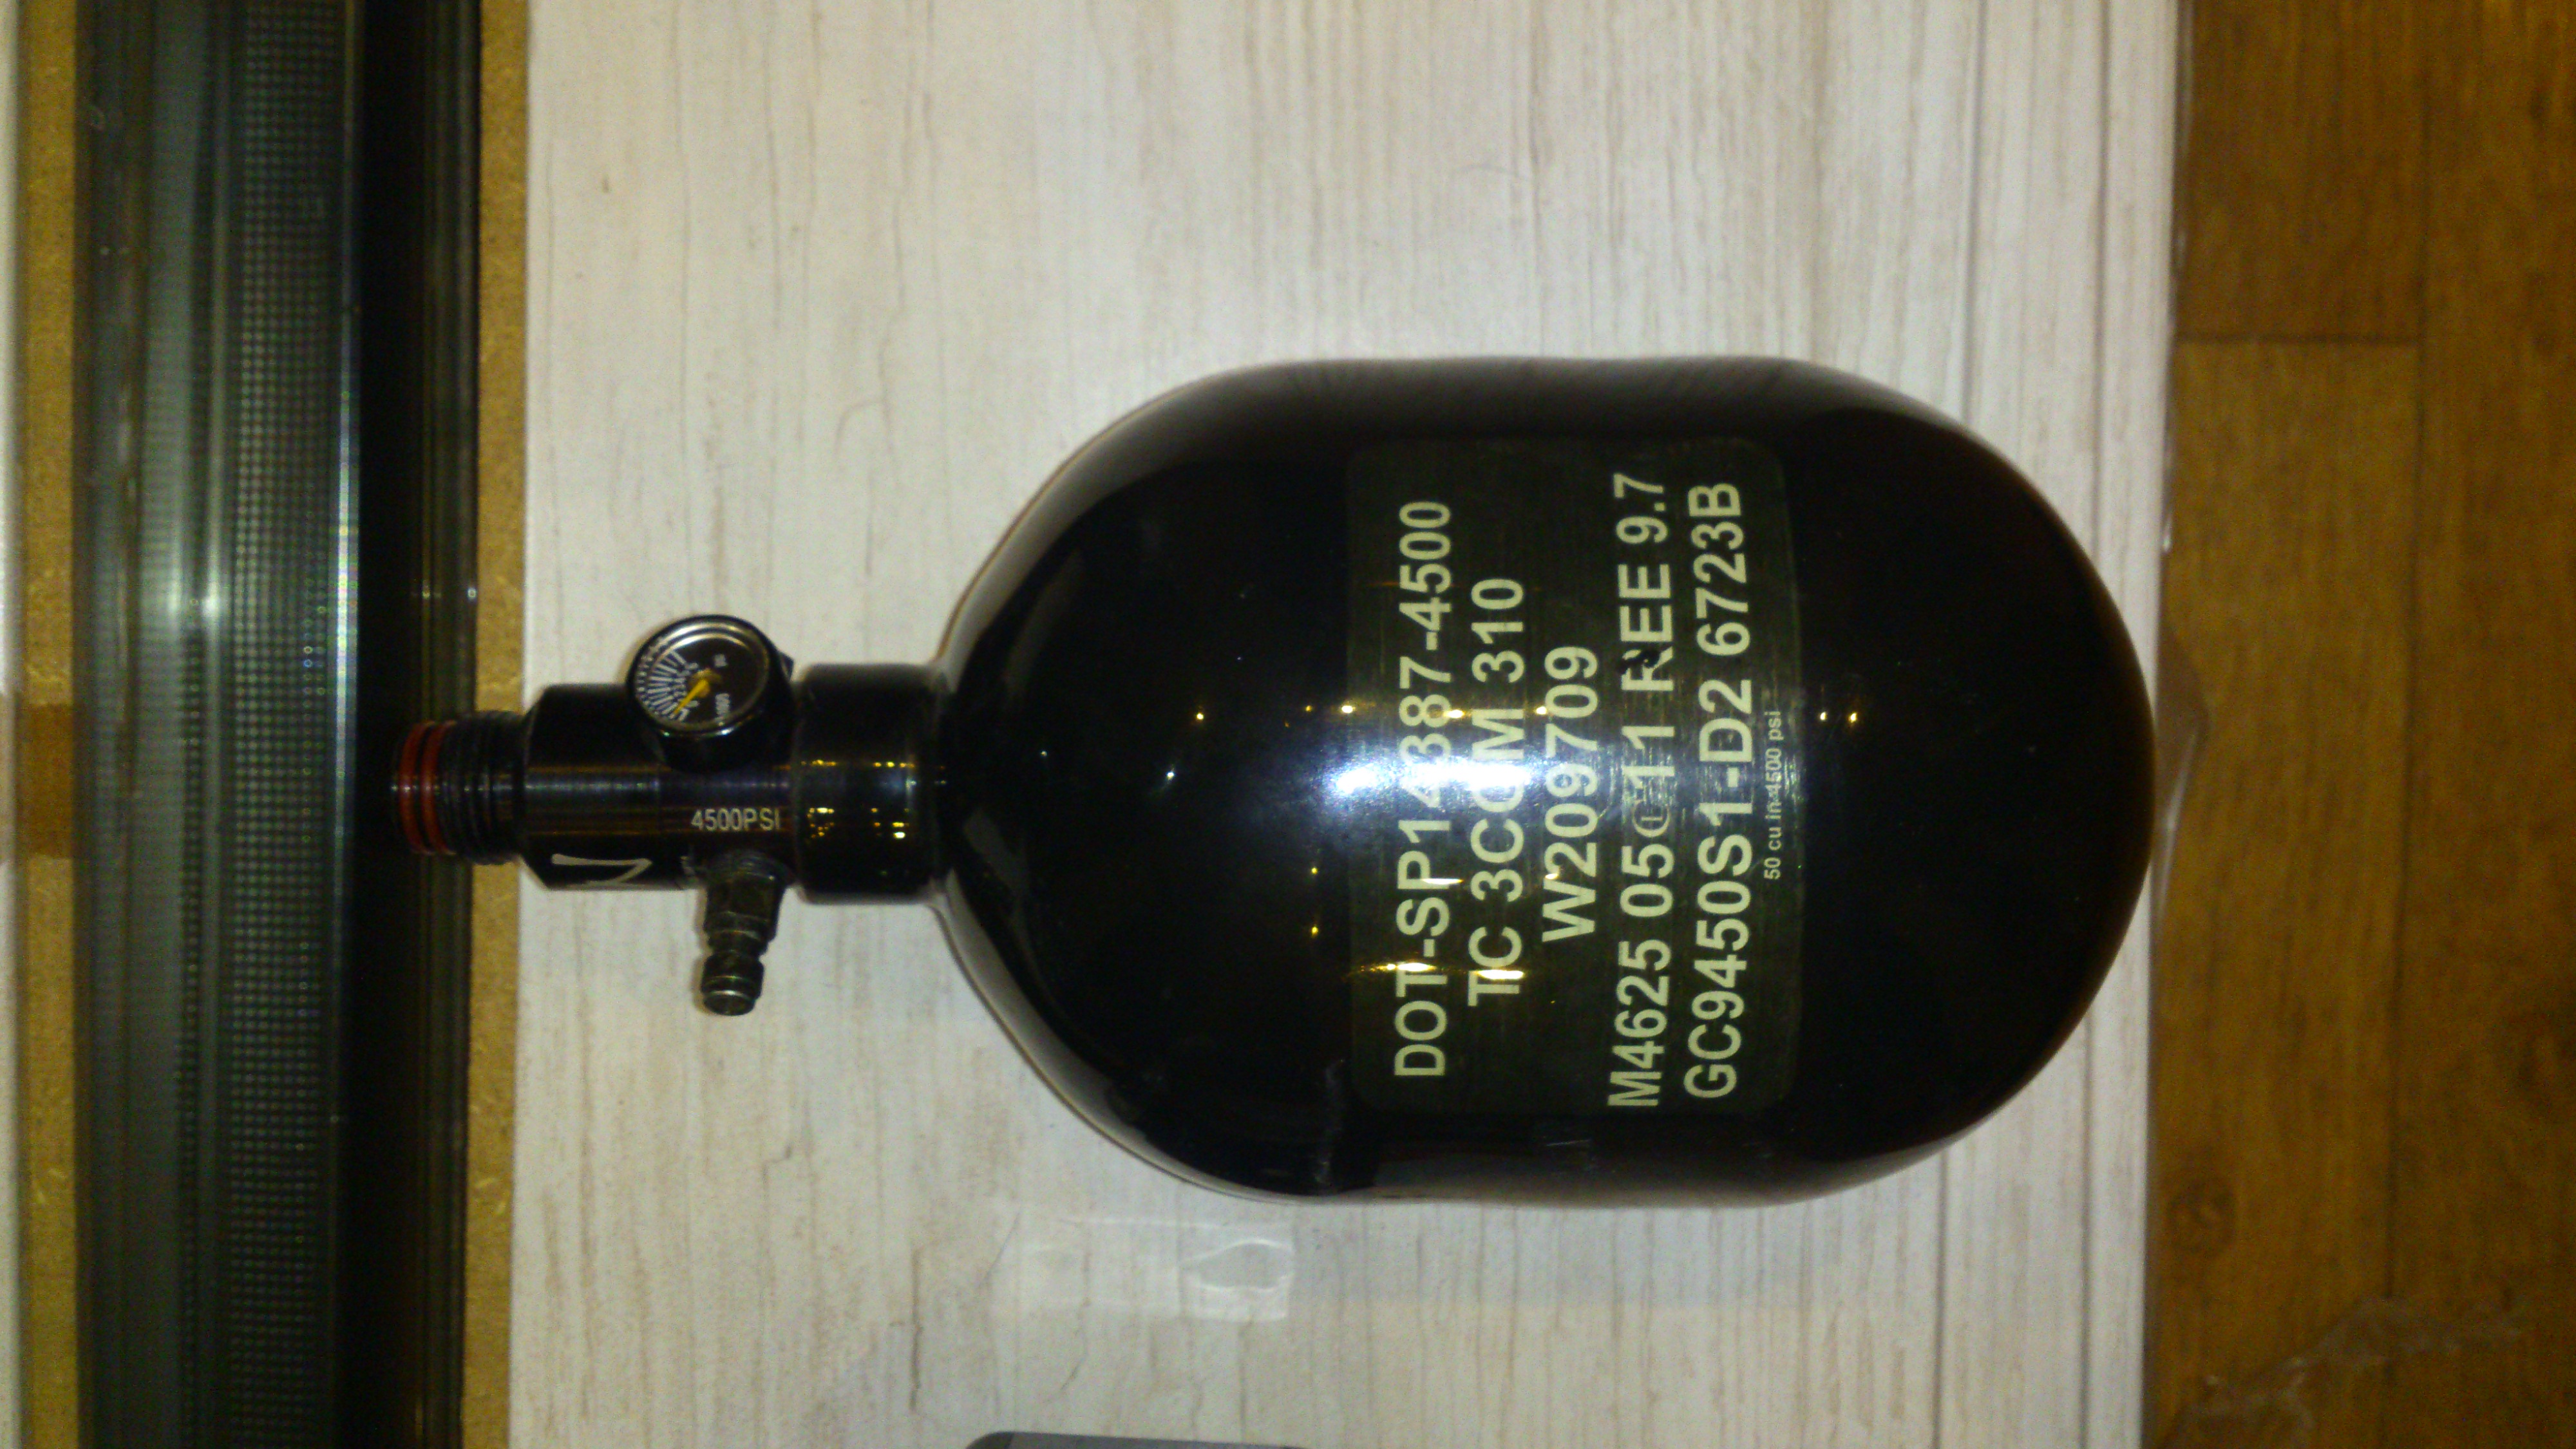 4500PSI
DOT-SP14387-4500
TC 3CCM 310
W209709
M4625 05 11 REE 9.7
GC9450S1-D2 6723B
50 cu in-4500 psi